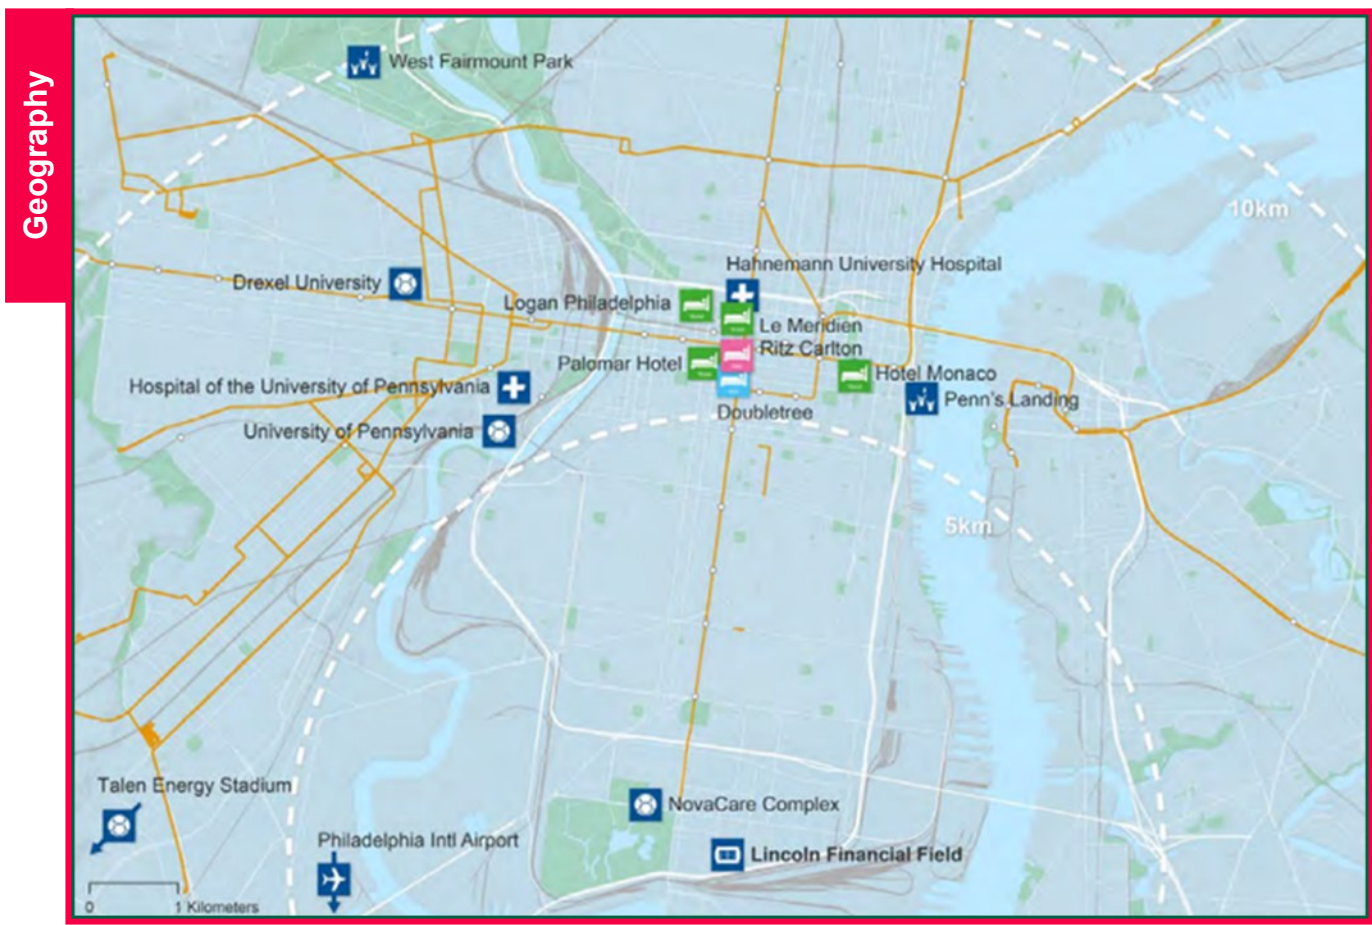 Geography
West Fairmount Park
10km
Hahnemann University Hospital
Drexel University
Logan Philadelphia
Le Meridien
Ritz Carlton
Palomar Hotel
Hotel Monaco
Hospital of the University of Pennsylvania
Penn's Landing
Doubletree
University of Pennsylvania
5km
Talen Energy Stadium
NovaCare Complex
Philadelphia Intl Airport
Lincoln Financial Field
0 1 Kilometers